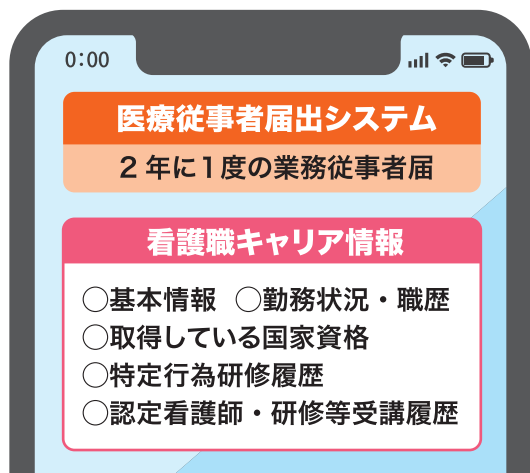 0:00
医療従事者届出システム
2年に1度の業務従事者届
看護職キャリア情報
○基本情報 ○勤務状況・職歴
○取得している国家資格
○特定行為研修履歴
○認定看護師・研修等受講履歴